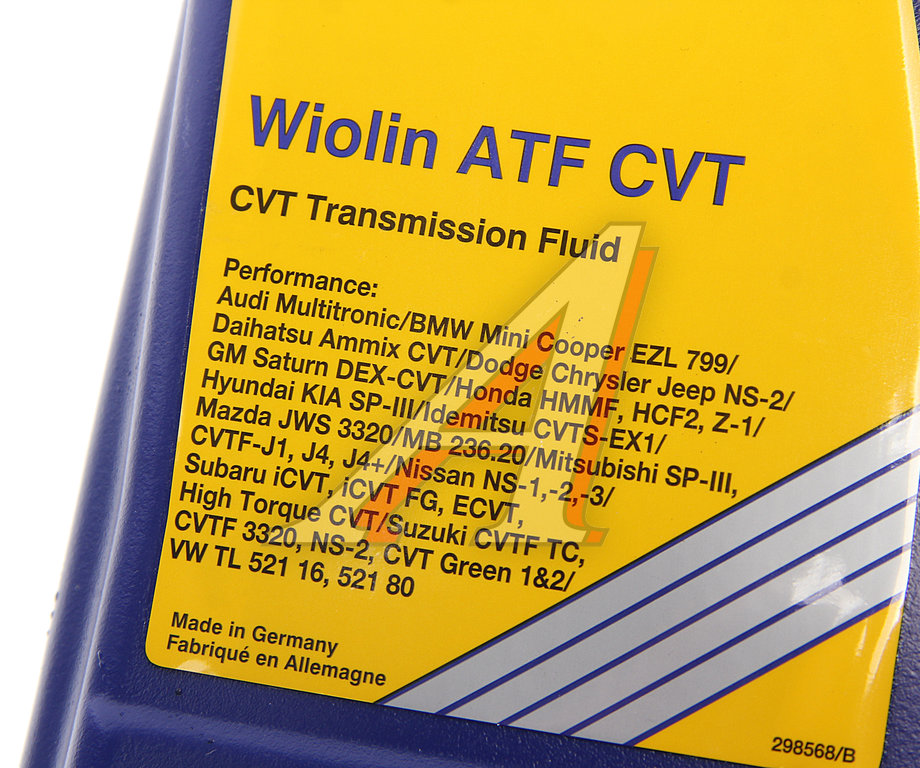 Wiolin ATF CVT
CVT Transmission Fluid
Performance:
Audi Multitronic/BMW Mini Cooper EZL 799/
Daihatsu Ammix CVT/Dodge Chrysler Jeep NS-2/
GM Saturn DEX-CVT/Honda HMMF, HCF2, Z-1/
Hyundai KIA SP-III/Idemitsu CVTS-EX1/
Mazda JWS 3320/MB 236.20/Mitsubishi SP-III,
CVTF-J1, J4, J4+/Nissan NS-1,-2,-3/
Subaru iCVT, iCVT FG, ECVT,
High Torque CVT/Suzuki CVTF TC,
CVTF 3320, NS-2, CVT Green 1&2/
VW TL 521 16, 521 80
Made in Germany
Fabriqué en Allemagne
298568/B